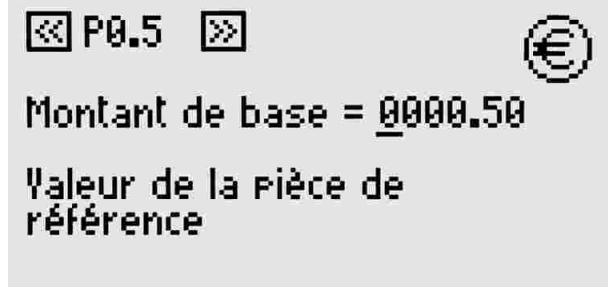 « P0.5 »
€
Montant de base = 0000.50
Valeur de la pièce de
référence